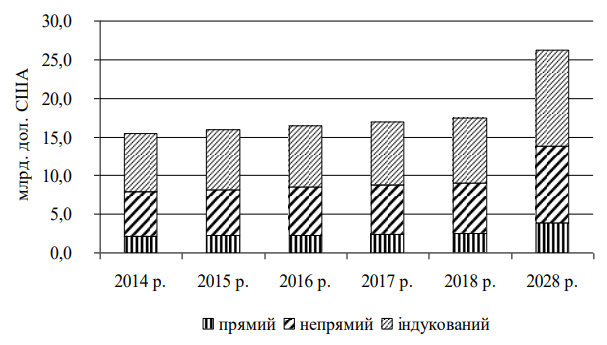 млрд. дол. США
30,0
25,0
20,0
15,0
10,0
5,0
0,0
2014 р. 2015 р. 2016 р. 2017 р. 2018 р. 2028 р.
прямий непрямий індукований